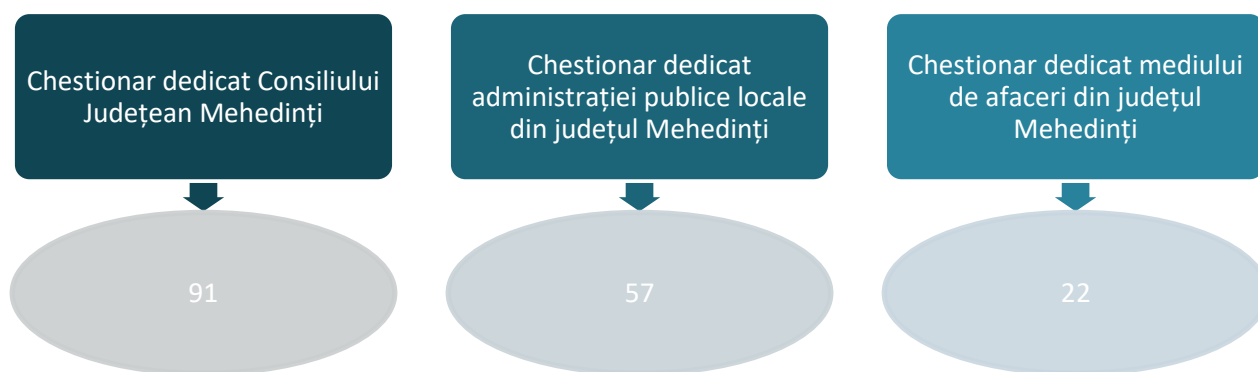 Chestionar dedicat Consiliului
Județean Mehedinți
Chestionar dedicat
administrației publice locale
din județul Mehedinți
Chestionar dedicat mediului
de afaceri din județul
Mehedinți
91
57
22